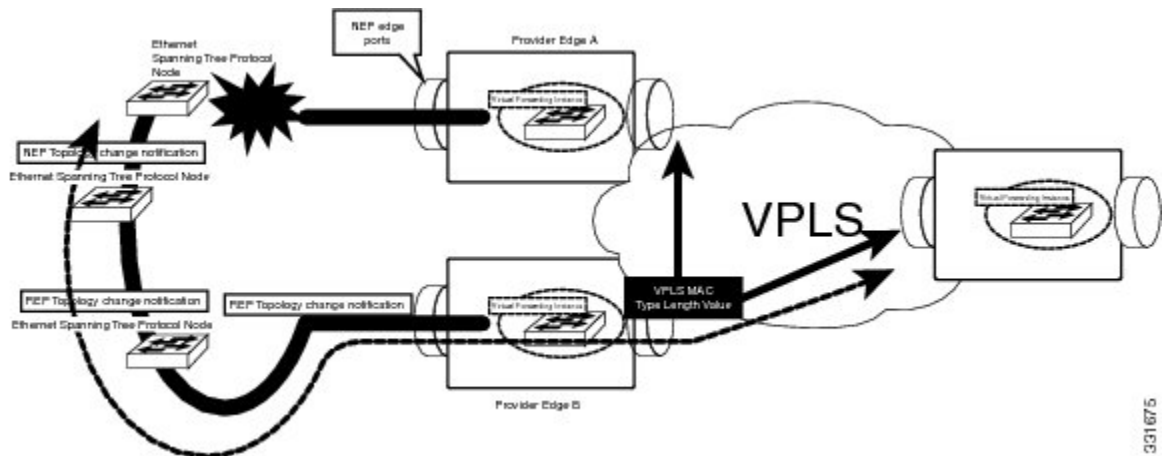 NEP edge
ports
Provider Edge A
Ethernet
Spanning Tree Protocol
Node
Virtual Forwarding Instance
NEP Topology change notification
Ethernet Spanning Tree Protocol Node
Virtual Forwarding Instance
VPLS
VPLS MAC
Type Length Value
REP Topology change notification
REP Topology change notification
Virtual Forwarding Instance
Ethernet Spanning Tree Protocol Node
Provider Edge B
331675